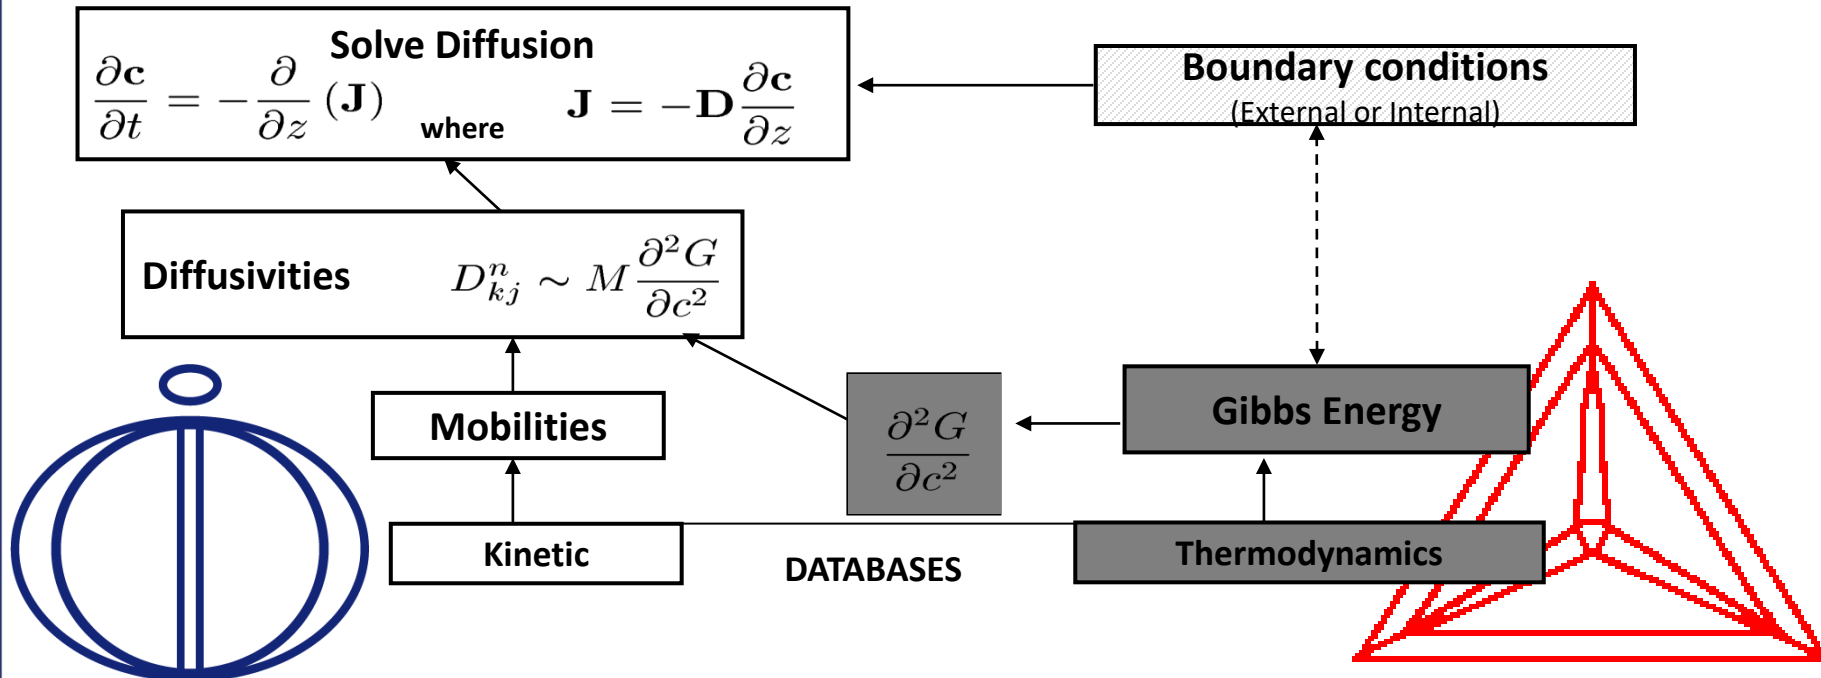 Solve Diffusion
∂c/∂t = −∂/∂z (J) where J = −D ∂c/∂z
Boundary conditions
(External or Internal)
Diffusivities D^n_kj ∼ M ∂²G/∂c²
Mobilities
∂²G/∂c²
Gibbs Energy
Kinetic
DATABASES
Thermodynamics